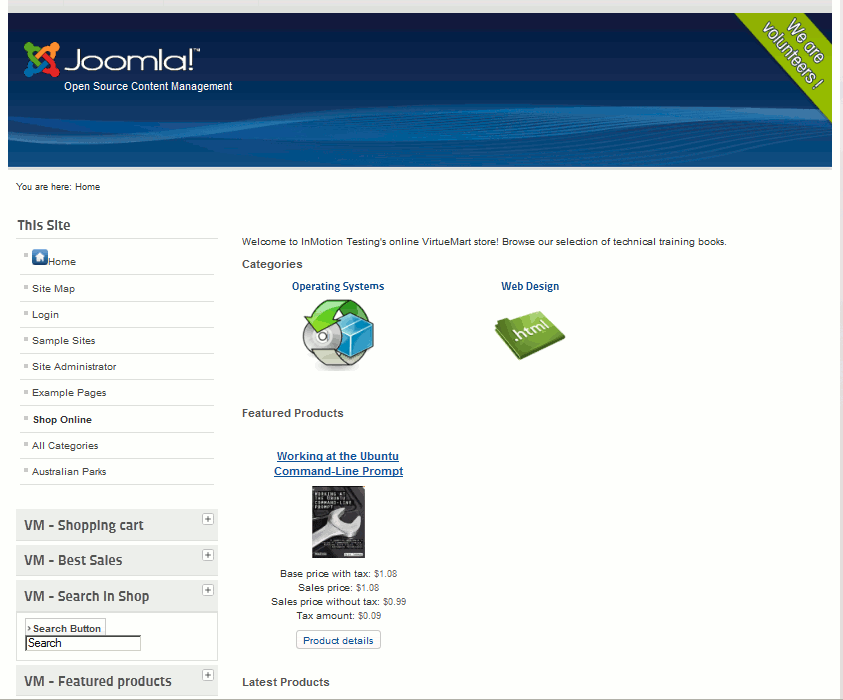 Joomla!™
Open Source Content Management
We are
volunteers!
You are here: Home
This Site
Home
Site Map
Login
Sample Sites
Site Administrator
Example Pages
Shop Online
All Categories
Australian Parks
VM - Shopping cart
VM - Best Sales
VM - Search in Shop
Search Button
Search
VM - Featured products
Welcome to InMotion Testing's online VirtueMart store! Browse our selection of technical training books.
Categories
Operating Systems
Web Design
.html
Featured Products
Working at the Ubuntu
Command-Line Prompt
WORKING AT
THE UBUNTU
COMMAND-LINE
PROMPT
Base price with tax: $1.08
Sales price: $1.08
Sales price without tax: $0.99
Tax amount: $0.09
Product details
Latest Products